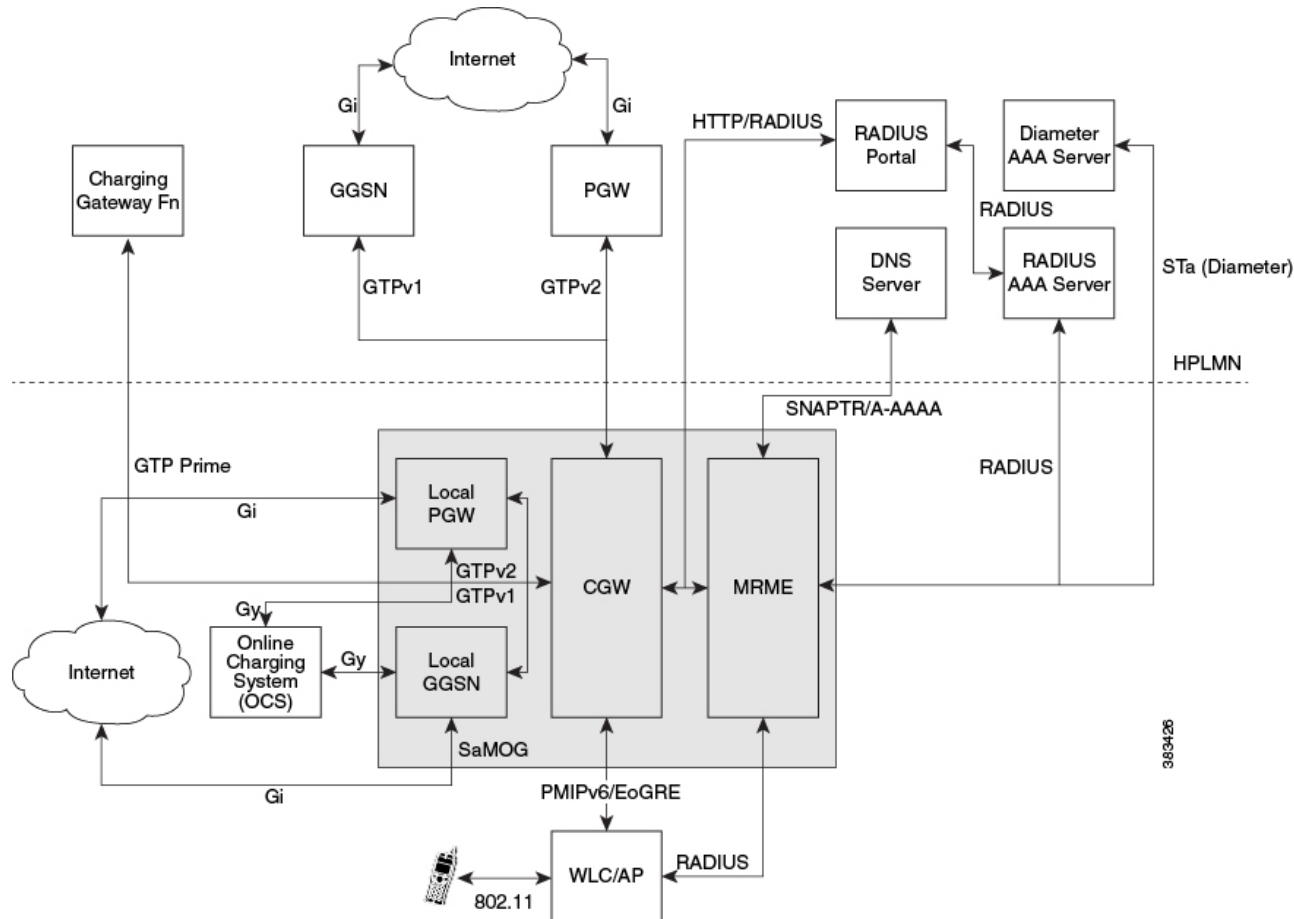 Internet
Gi
Gi
HTTP/RADIUS
Charging
Gateway Fn
GGSN
PGW
RADIUS
Portal
Diameter
AAA Server
RADIUS
GTPv1
GTPv2
DNS
Server
RADIUS
AAA Server
STa (Diameter)
HPLMN
SNAPTR/A-AAAA
GTP Prime
RADIUS
Gi
Local
PGW
GTPv2
GTPv1
CGW
MRME
Gy
Internet
Online
Charging
System
(OCS)
Gy
Local
GGSN
SaMOG
Gi
PMIPv6/EoGRE
WLC/AP
RADIUS
802.11
383426